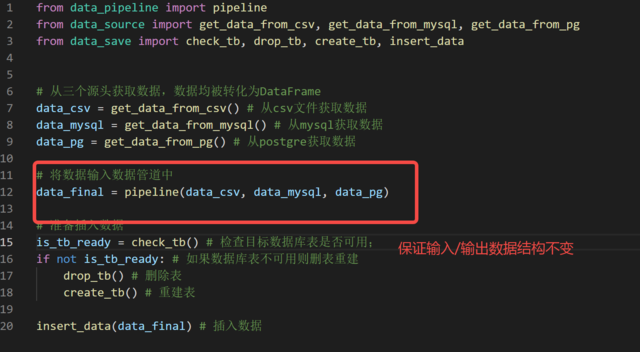 1 from data_pipeline import pipeline
2 from data_source import get_data_from_csv, get_data_from_mysql, get_data_from_pg
3 from data_save import check_tb, drop_tb, create_tb, insert_data
4
5
6 # 从三个源头获取数据，数据均被转化为DataFrame
7 data_csv = get_data_from_csv() # 从csv文件获取数据
8 data_mysql = get_data_from_mysql() # 从mysql获取数据
9 data_pg = get_data_from_pg() # 从postgre获取数据
10
11 # 将数据输入数据管道中
12 data_final = pipeline(data_csv, data_mysql, data_pg)
13
14 # 准备插入数据
15 is_tb_ready = check_tb() # 检查目标数据库表是否可用；
保证输入/输出数据结构不变
16 if not is_tb_ready: # 如果数据库表不可用则删表重建
17 drop_tb() # 删除表
18 create_tb() # 重建表
19
20 insert_data(data_final) # 插入数据